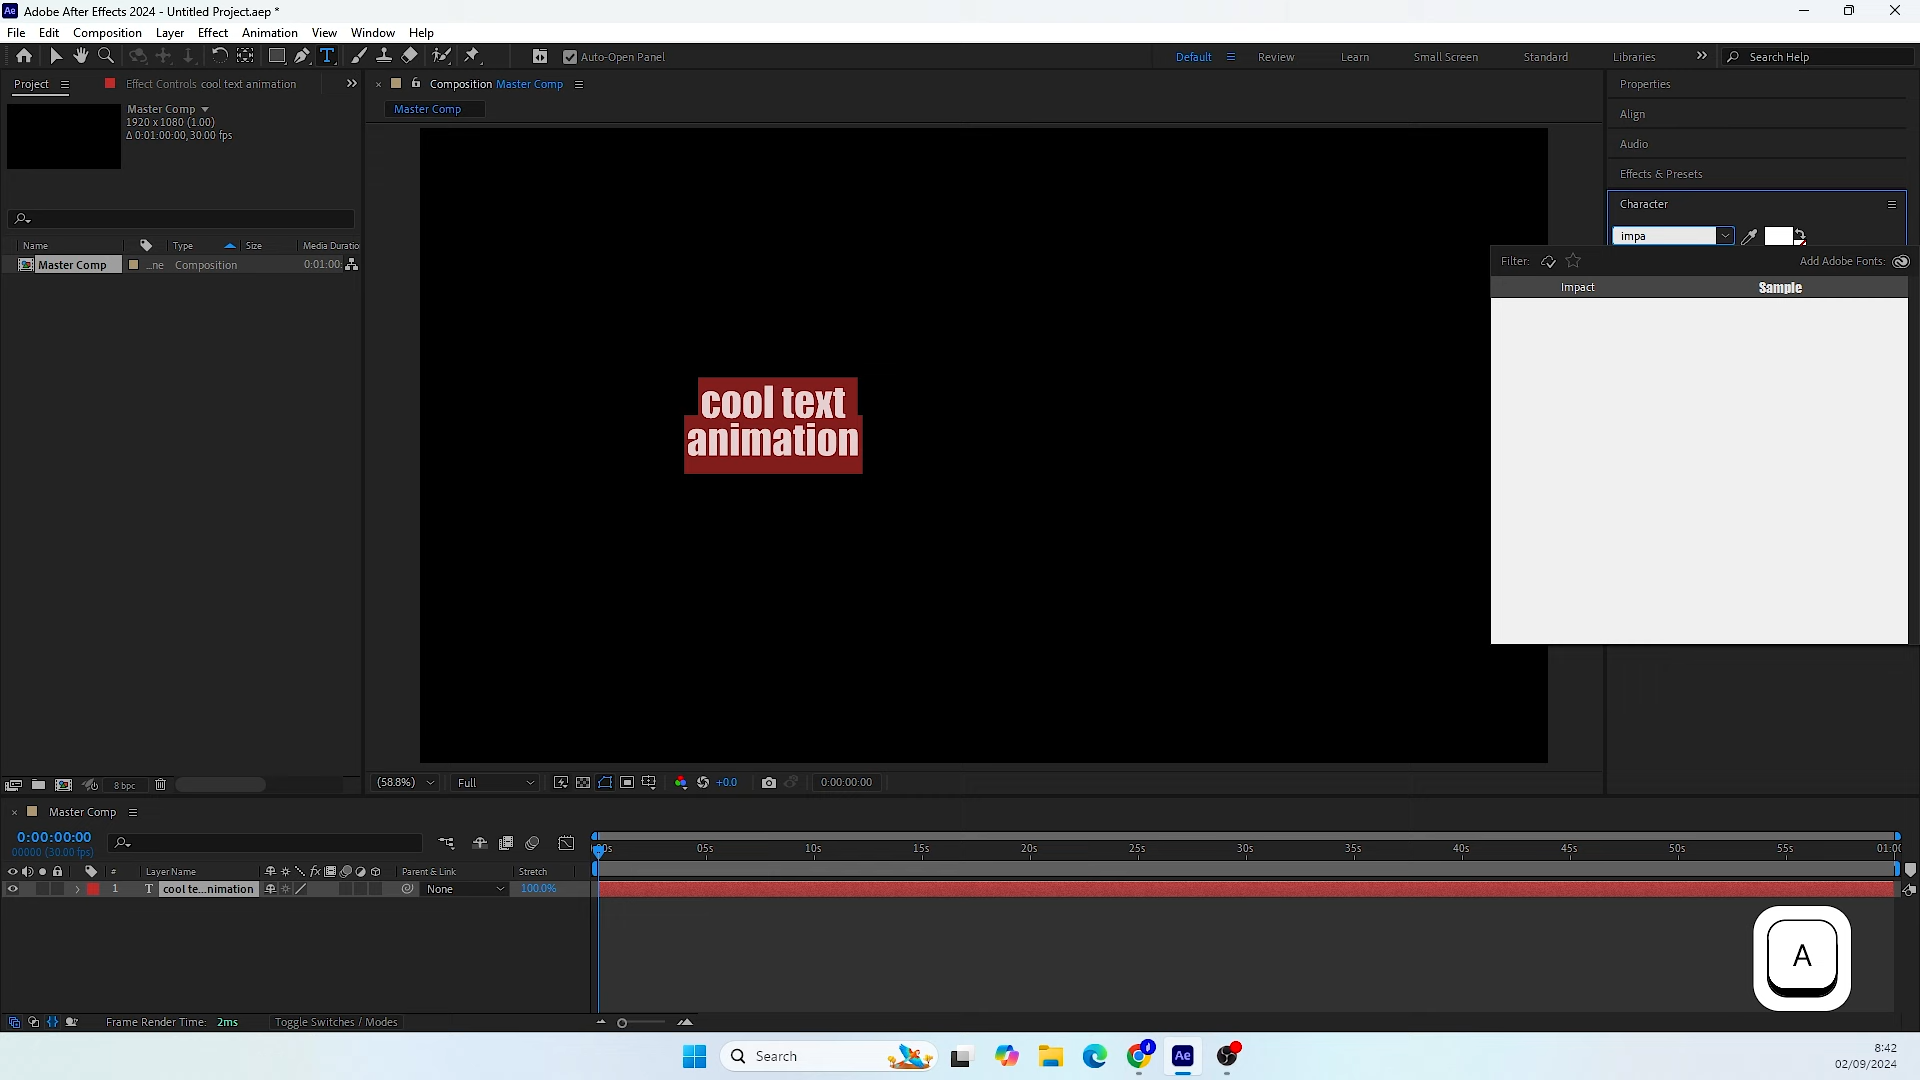 Adobe After Effects 2024 - Untitled Project.aep *
File Edit Composition Layer Effect Animation View Window Help
Auto-Open Panel
Default Review Learn Small Screen Standard Libraries Search Help
Project Effect Controls cool text animation
Composition Master Comp
Master Comp
Master Comp
1920 x 1080 (1.00)
Δ 0:01:00:00, 30.00 fps
Name Type Size Media Duratio
Master Comp ...ne Composition 0:01:00:
Properties
Align
Audio
Effects & Presets
Character
impa
Filter: Add Adobe Fonts:
Impact Sample
cool text
animation
8 bpc
(58.8%) Full +0.0 0:00:00:00
Master Comp
0:00:00:00
00000 (30.00 fps)
# Layer Name Parent & Link Stretch
1 T cool te...nimation None 100.0%
00s 05s 10s 15s 20s 25s 30s 35s 40s 45s 50s 55s 01:00
A
Frame Render Time: 2ms Toggle Switches / Modes
Search
8:42
02/09/2024